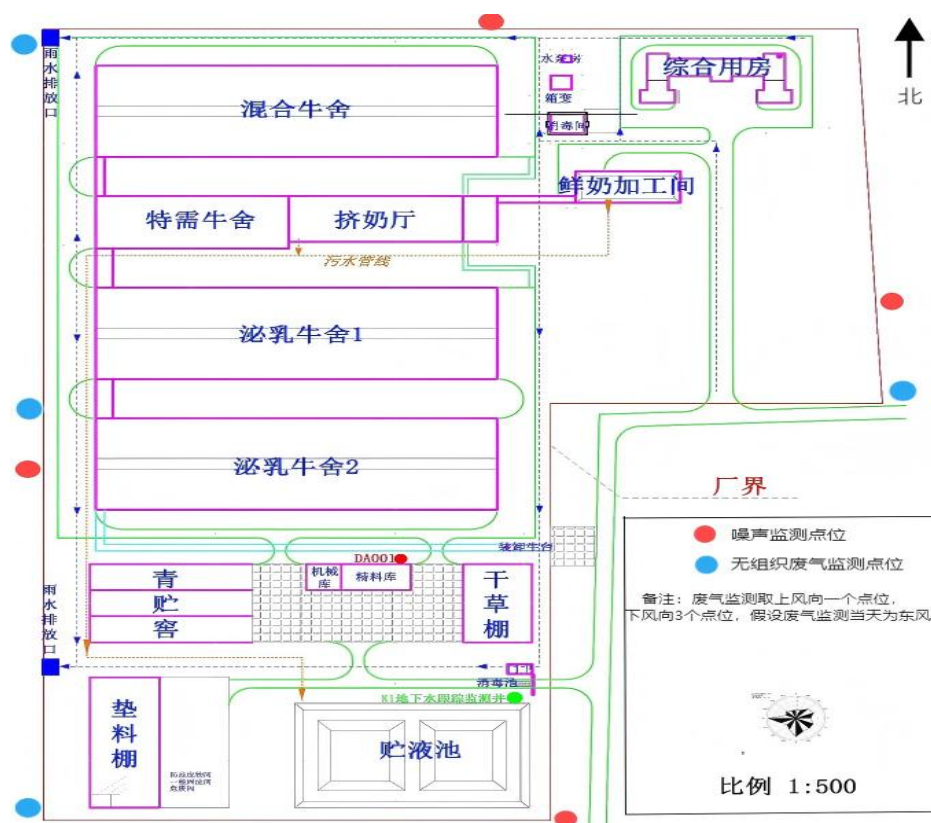 雨水排放口
混合牛舍
水泵房
箱变
消毒间
综合用房
北
特需牛舍
挤奶厅
鲜奶加工间
污水管线
泌乳牛舍1
泌乳牛舍2
厂界
噪声监测点位
无组织废气监测点位
备注：废气监测取上风向一个点位，
下风向3个点位，假设废气监测当天为东风
比例 1:500
装卸牛台
DA001
青
贮
窖
机械
库
精料库
干
草
棚
雨水排放口
消毒池
N1地下水跟踪监测井
垫
料
棚
贮液池